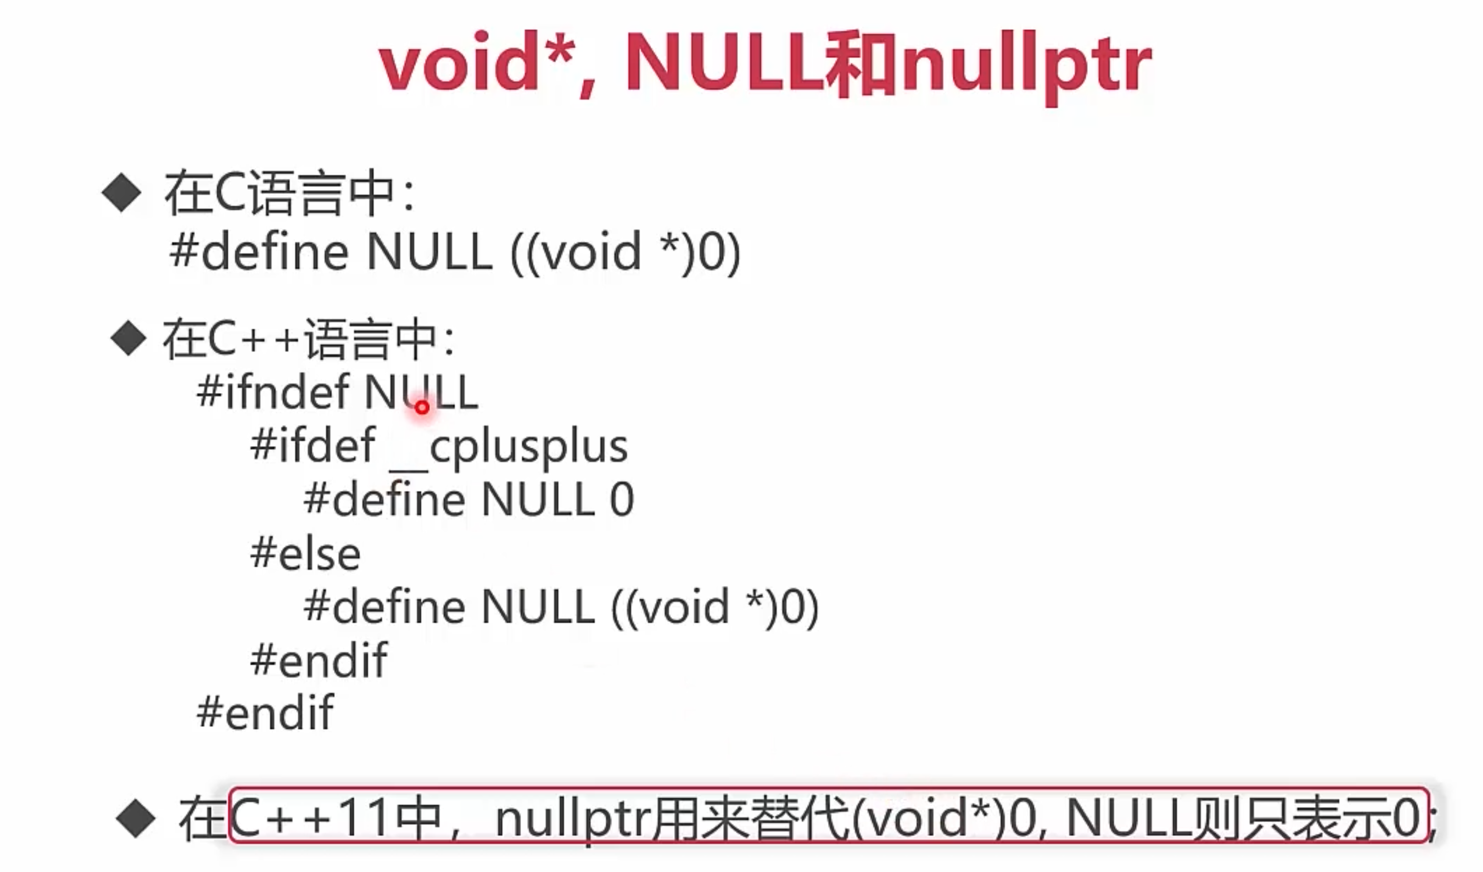 void*, NULL和nullptr
在C语言中：
#define NULL ((void *)0)
在C++语言中：
#ifndef NULL
#ifdef __cplusplus
#define NULL 0
#else
#define NULL ((void *)0)
#endif
#endif
在C++11中，nullptr用来替代(void*)0, NULL则只表示0;